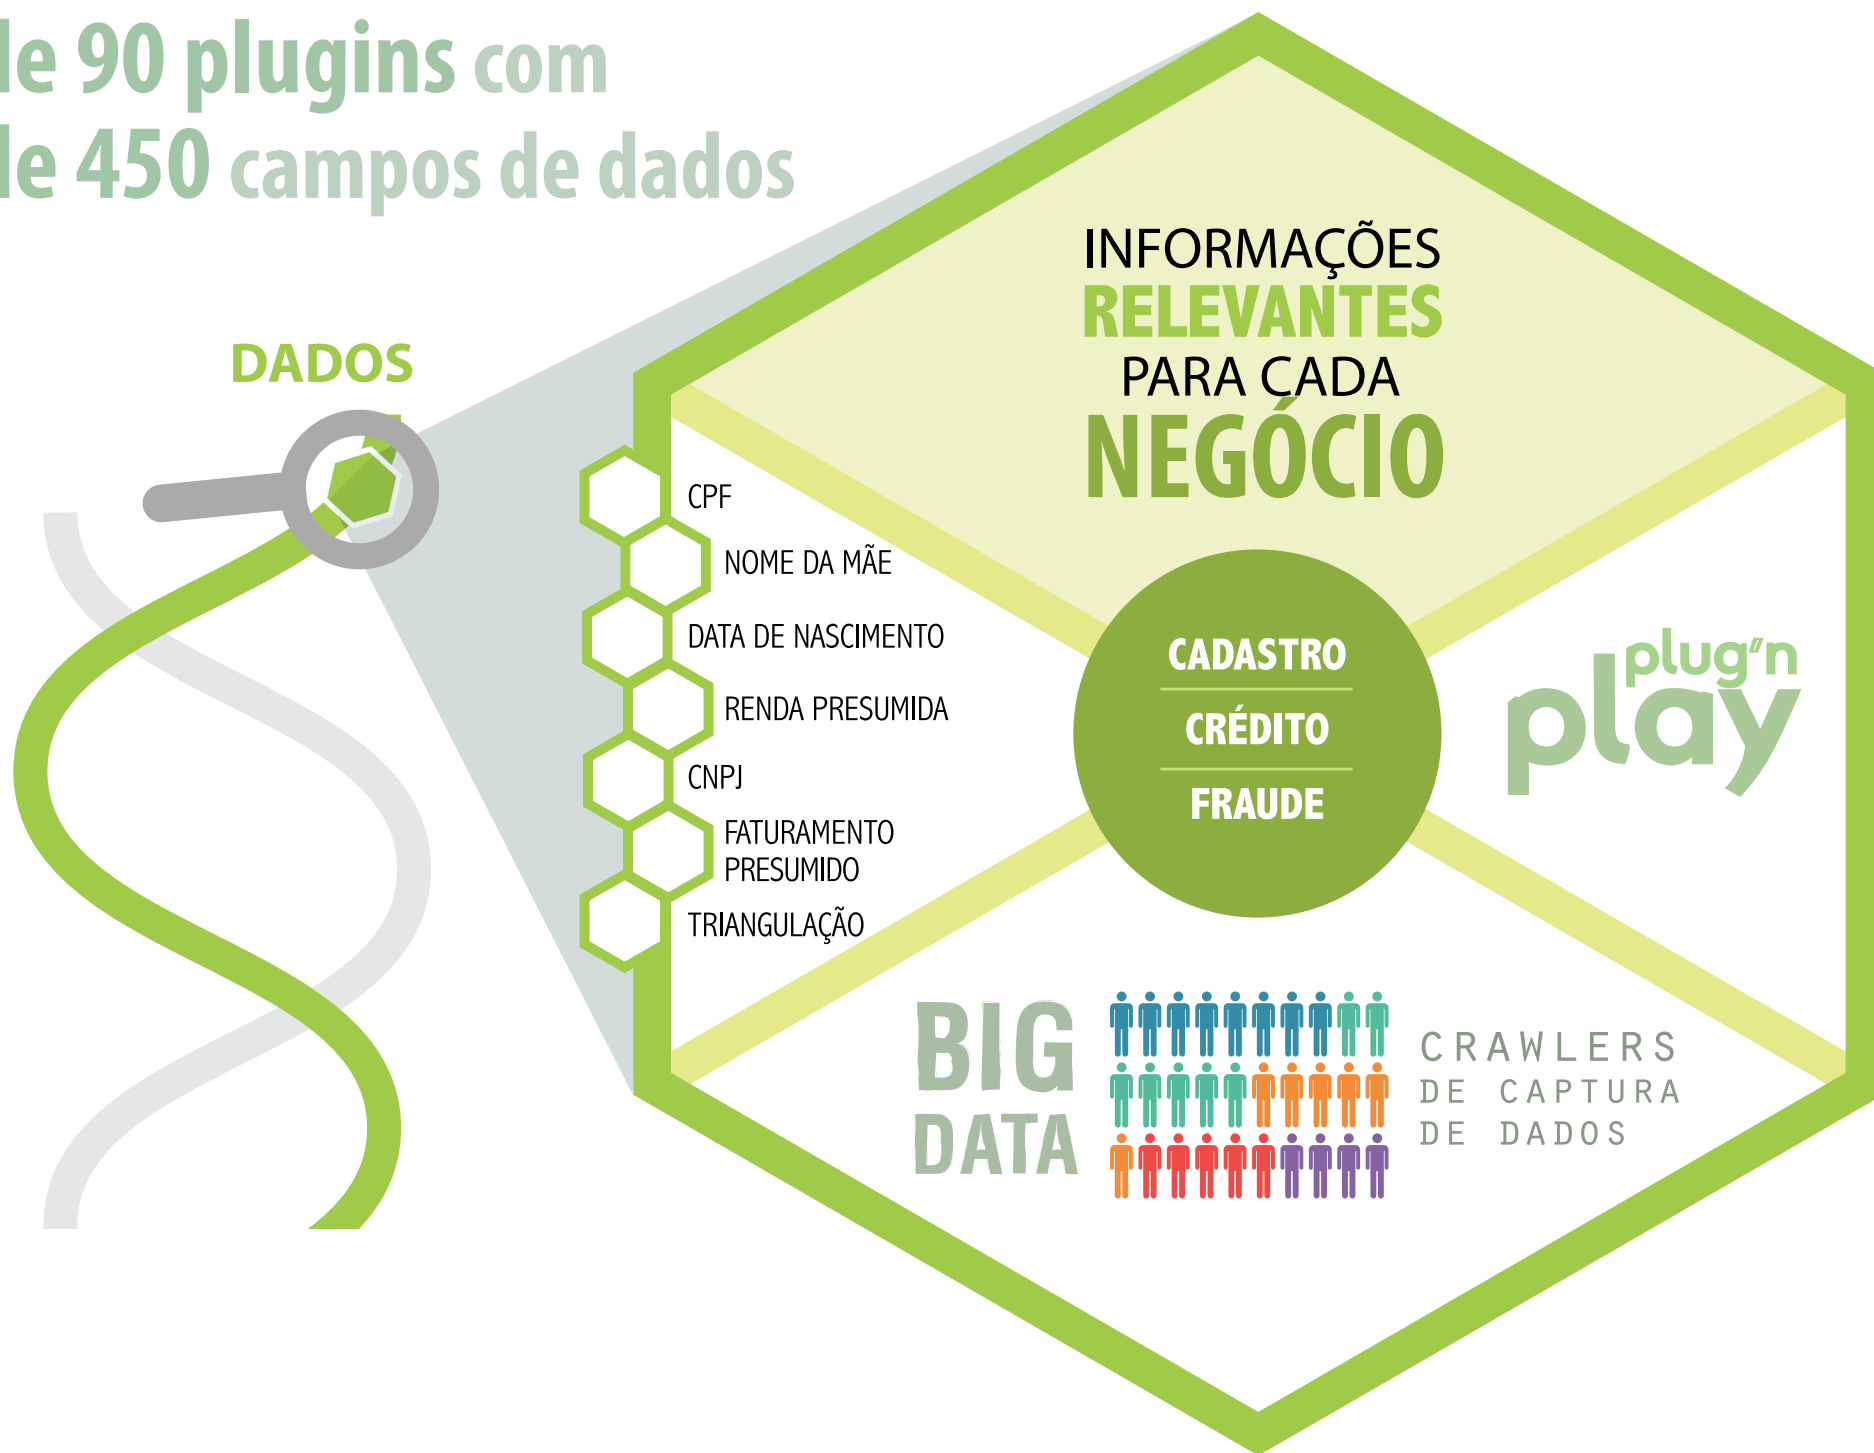 de 90 plugins com
de 450 campos de dados
DADOS
INFORMAÇÕES
RELEVANTES
PARA CADA
NEGÓCIO
CPF
NOME DA MÃE
DATA DE NASCIMENTO
RENDA PRESUMIDA
CNPJ
FATURAMENTO
PRESUMIDO
TRIANGULAÇÃO
CADASTRO
CRÉDITO
FRAUDE
plug'n
play
BIG
DATA
CRAWLERS
DE CAPTURA
DE DADOS